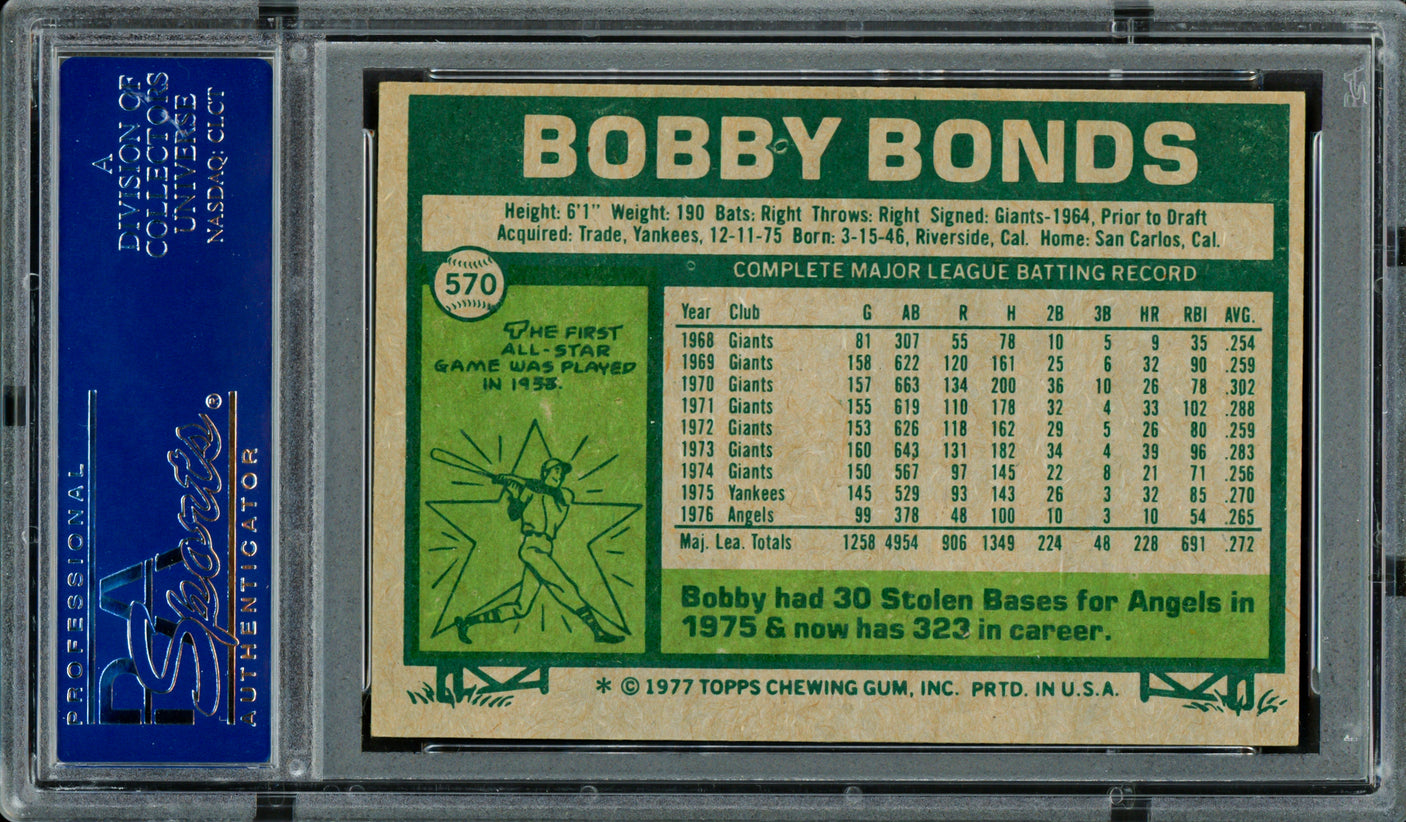 A
DIVISION OF
COLLECTORS
UNIVERSE
NASDAQ: CLCT
PROFESSIONAL
PSA
Sports®
AUTHENTICATOR
PSA
BOBBY BONDS
Height: 6'1" Weight: 190 Bats: Right Throws: Right Signed: Giants-1964, Prior to Draft
Acquired: Trade, Yankees, 12-11-75 Born: 3-15-46, Riverside, Cal. Home: San Carlos, Cal.
570
THE FIRST
ALL-STAR
GAME WAS PLAYED
IN 1933.
COMPLETE MAJOR LEAGUE BATTING RECORD
Year Club G AB R H 2B 3B HR RBI AVG.
1968 Giants 81 307 55 78 10 5 9 35 .254
1969 Giants 158 622 120 161 25 6 32 90 .259
1970 Giants 157 663 134 200 36 10 26 78 .302
1971 Giants 155 619 110 178 32 4 33 102 .288
1972 Giants 153 626 118 162 29 5 26 80 .259
1973 Giants 160 643 131 182 34 4 39 96 .283
1974 Giants 150 567 97 145 22 8 21 71 .256
1975 Yankees 145 529 93 143 26 3 32 85 .270
1976 Angels 99 378 48 100 10 3 10 54 .265
Maj. Lea. Totals 1258 4954 906 1349 224 48 228 691 .272
Bobby had 30 Stolen Bases for Angels in
1975 & now has 323 in career.
* © 1977 TOPPS CHEWING GUM, INC. PRTD. IN U.S.A.